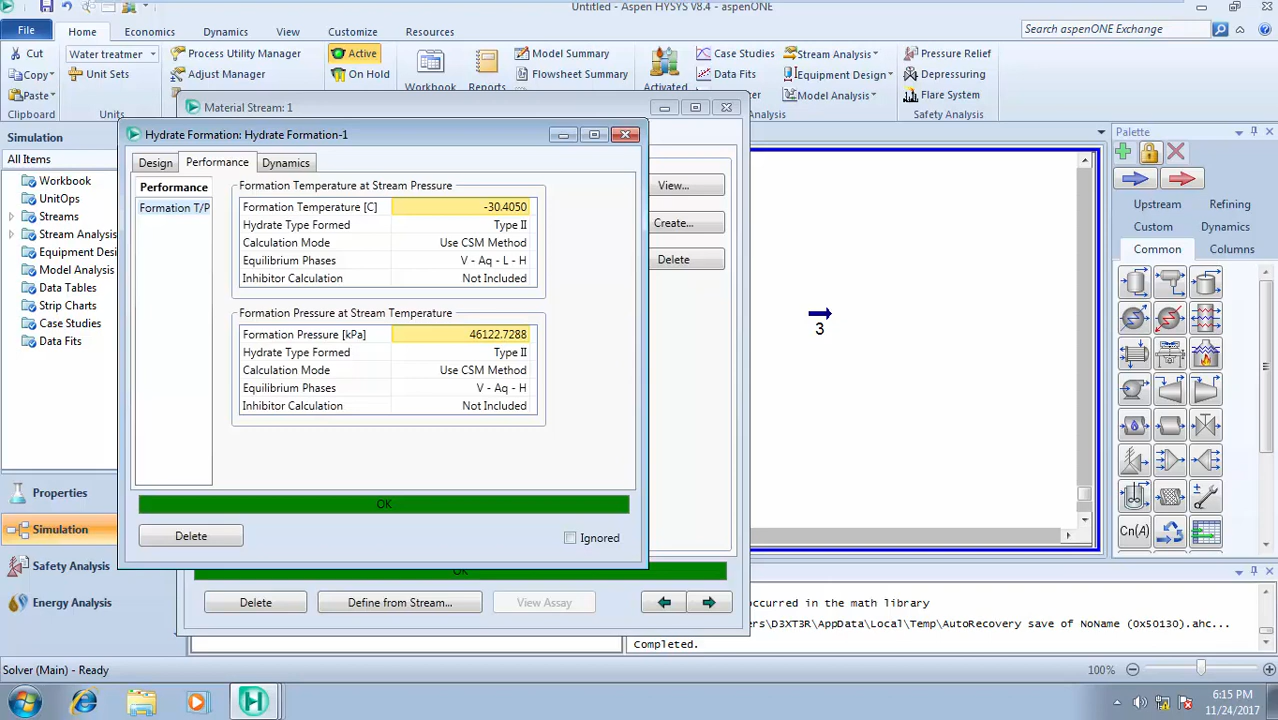 Untitled - Aspen HYSYS V8.4 - aspenONE
File
Home
Economics
Dynamics
View
Customize
Resources
Search aspenONE Exchange
Cut
Copy
Paste
Clipboard
Water treatmer
Unit Sets
Units
Process Utility Manager
Adjust Manager
Active
On Hold
Workbook
Reports
Model Summary
Flowsheet Summary
Activated
Case Studies
Data Fits
Stream Analysis
Equipment Design
Model Analysis
Analysis
Pressure Relief
Depressuring
Flare System
Safety Analysis
Simulation
All Items
Workbook
UnitOps
Streams
Stream Analysis
Equipment Desi
Model Analysis
Data Tables
Strip Charts
Case Studies
Data Fits
Properties
Simulation
Safety Analysis
Energy Analysis
Material Stream: 1
View...
Create...
Delete
Hydrate Formation: Hydrate Formation-1
Design
Performance
Dynamics
Performance
Formation T/P
Formation Temperature at Stream Pressure
Formation Temperature [C] -30.4050
Hydrate Type Formed Type II
Calculation Mode Use CSM Method
Equilibrium Phases V - Aq - L - H
Inhibitor Calculation Not Included
Formation Pressure at Stream Temperature
Formation Pressure [kPa] 46122.7288
Hydrate Type Formed Type II
Calculation Mode Use CSM Method
Equilibrium Phases V - Aq - H
Inhibitor Calculation Not Included
OK
Delete
Ignored
OK
Delete
Define from Stream...
View Assay
3
Palette
Upstream
Refining
Custom
Dynamics
Common
Columns
Cn(A)
occurred in the math library
ers\D3XT3R\AppData\Local\Temp\AutoRecovery save of NoName (0x50130).ahc...
Completed.
Solver (Main) - Ready
100%
6:15 PM
11/24/2017